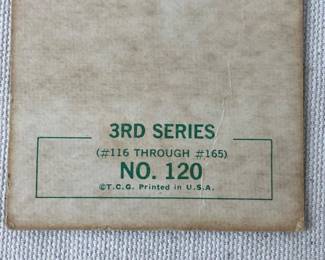 3RD SERIES
(#116 THROUGH #165)
NO. 120
©T.C.G. Printed in U.S.A.